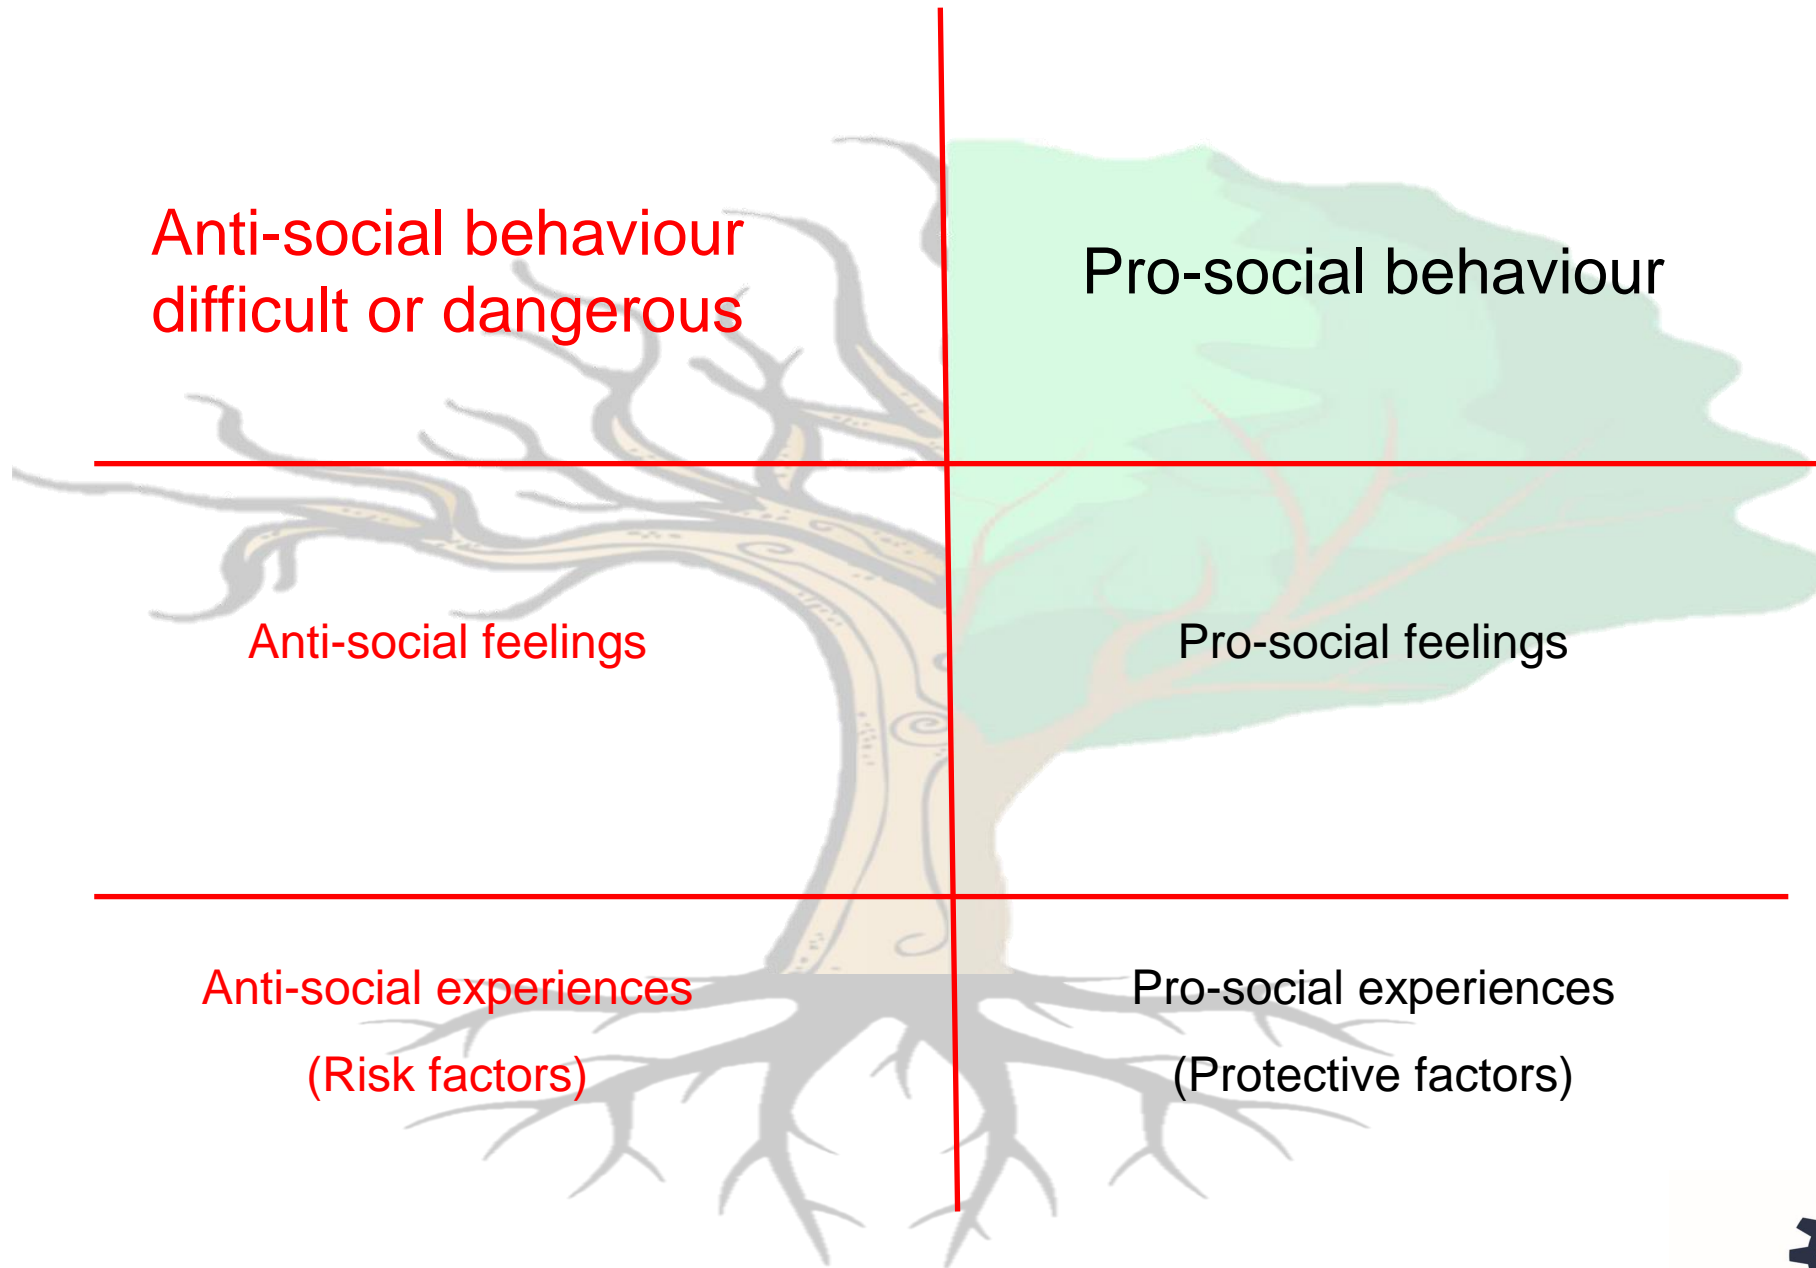 Anti-social behaviour
difficult or dangerous
Pro-social behaviour
Anti-social feelings
Pro-social feelings
Anti-social experiences
(Risk factors)
Pro-social experiences
(Protective factors)